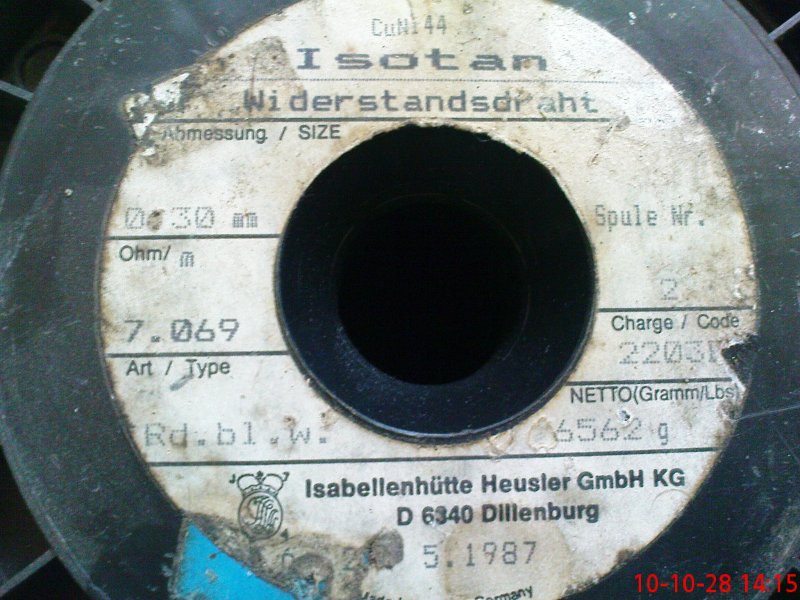 CuNi44
Isotan
Widerstandsdraht
Abmessung / SIZE
0.30 mm
Spule Nr.
2
Ohm/ m
7.069
Charge / Code
Art / Type
NETTO(Gramm/Lbs)
Rd.bl.w.
6562 g
Isabellenhütte Heusler GmbH KG
D 6340 Dillenburg
5.1987
Germany
10-10-28 14:15